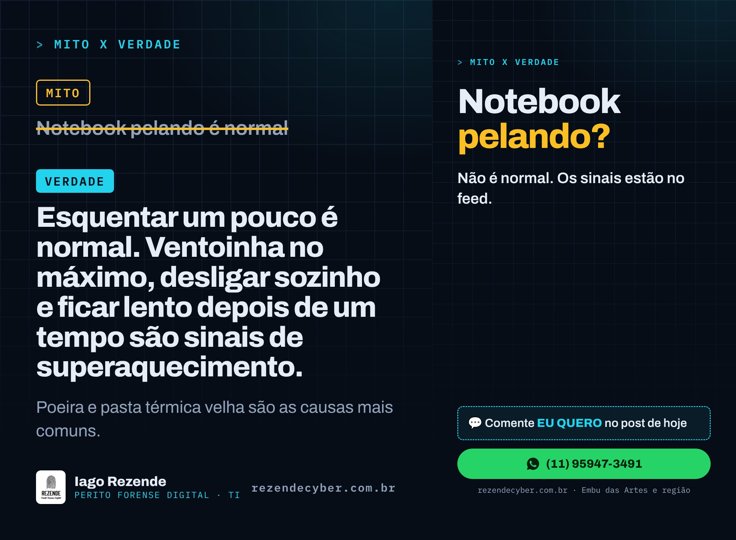 > MITO X VERDADE
MITO
Notebook pelando é normal
VERDADE
Esquentar um pouco é
normal. Ventoinha no
máximo, desligar sozinho
e ficar lento depois de um
tempo são sinais de
superaquecimento.
Poeira e pasta térmica velha são as causas mais
comuns.
REZENDE
Iago Rezende
PERITO FORENSE DIGITAL · TI
rezendecyber.com.br
> MITO X VERDADE
Notebook
pelando?
Não é normal. Os sinais estão no
feed.
💬 Comente EU QUERO no post de hoje
(11) 95947-3491
rezendecyber.com.br · Embu das Artes e região